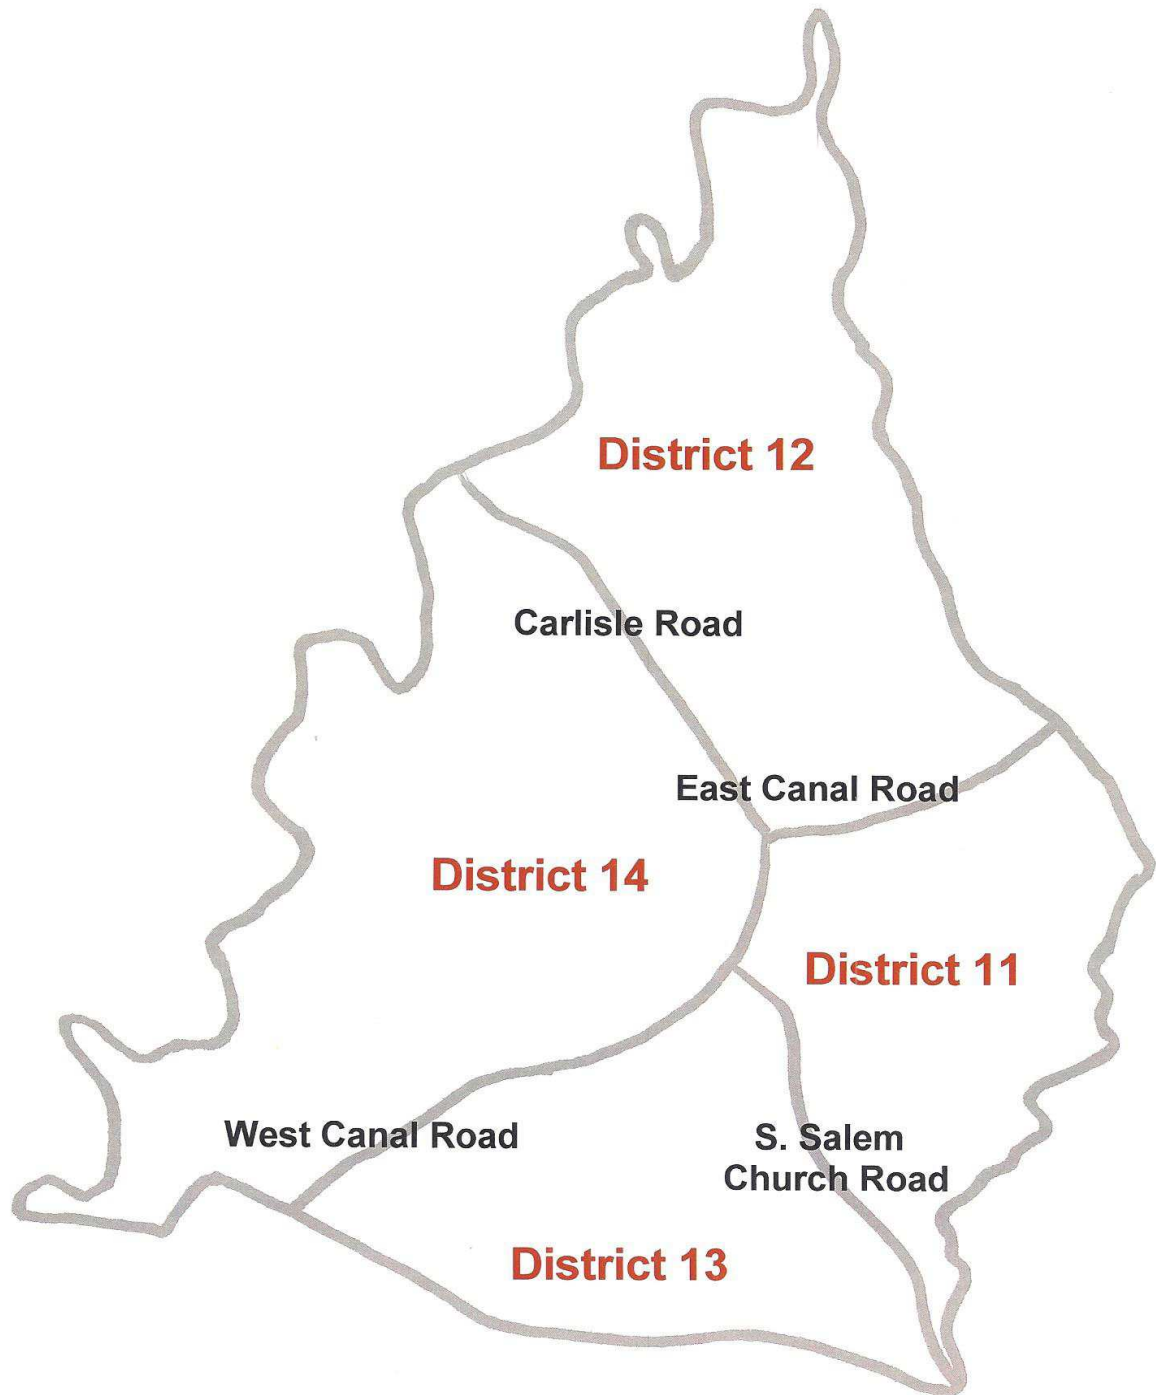 District 12
Carlisle Road
East Canal Road
District 14
District 11
West Canal Road
S. Salem
Church Road
District 13